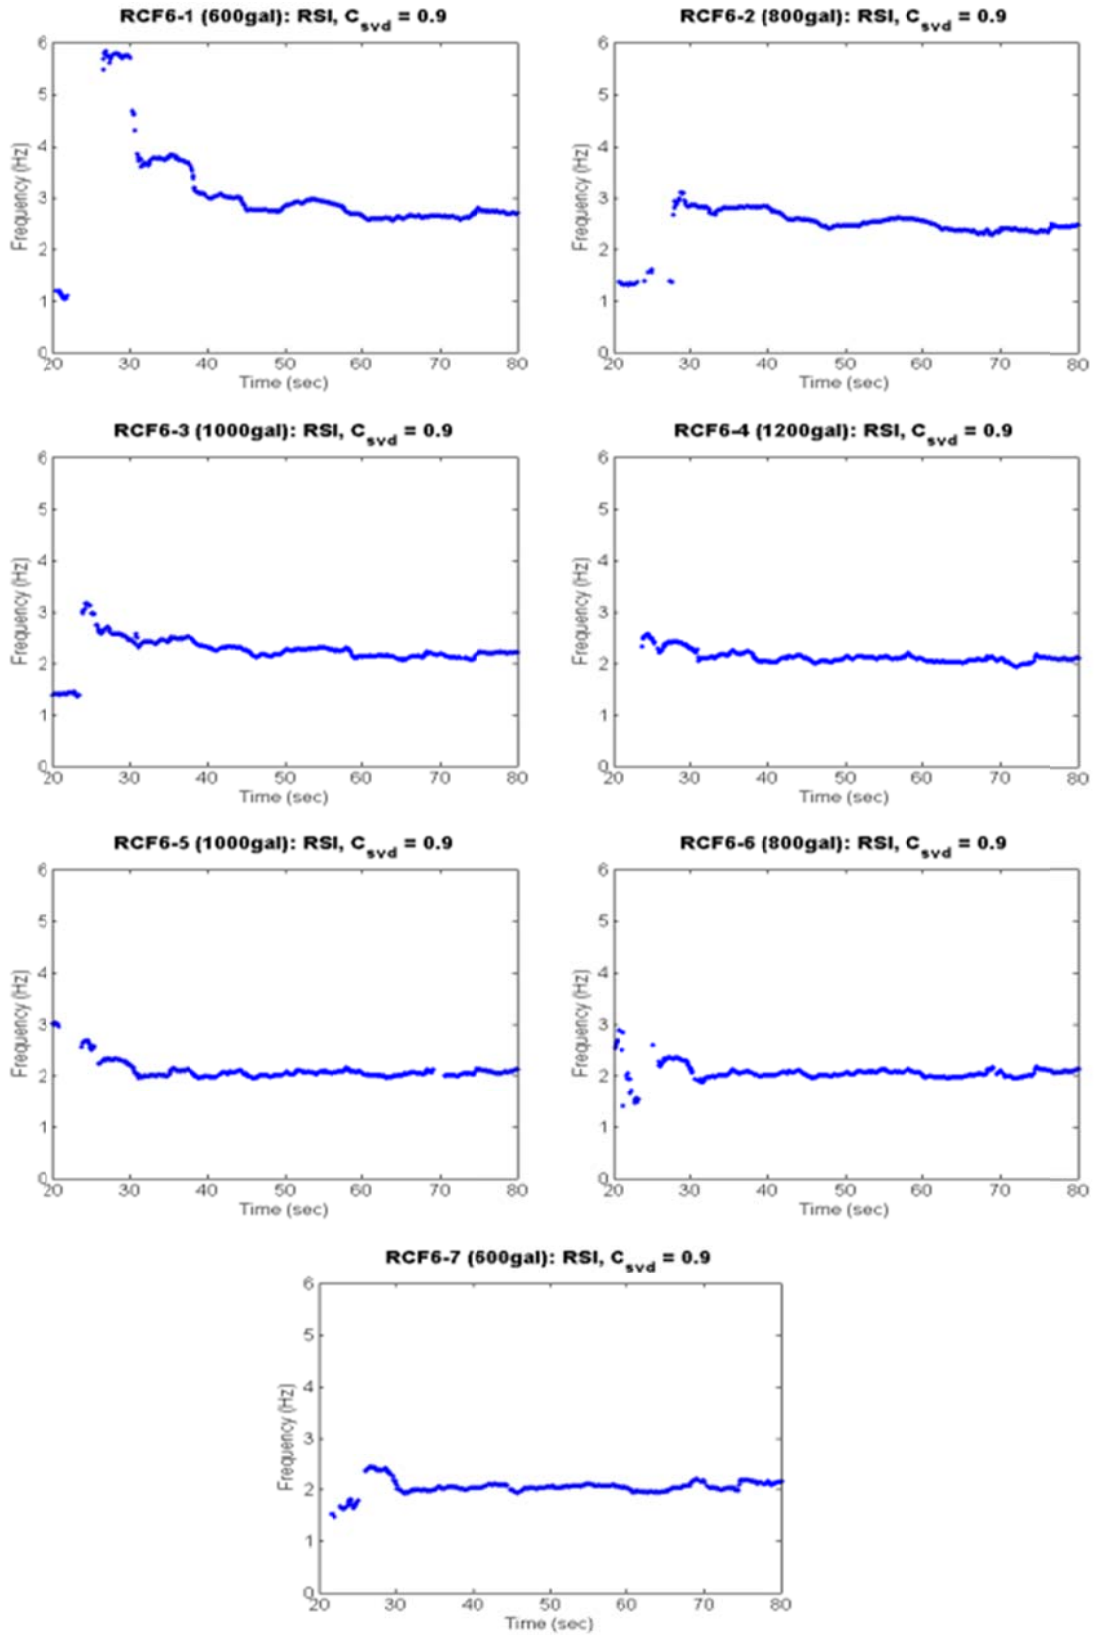 RCF6-1 (600gal): RSI, Csvd = 0.9
6
5
4
3
2
1
0
Frequency (Hz)
20 30 40 50 60 70 80
Time (sec)
RCF6-2 (800gal): RSI, Csvd = 0.9
6
5
4
3
2
1
0
Frequency (Hz)
20 30 40 50 60 70 80
Time (sec)
RCF6-3 (1000gal): RSI, Csvd = 0.9
6
5
4
3
2
1
0
Frequency (Hz)
20 30 40 50 60 70 80
Time (sec)
RCF6-4 (1200gal): RSI, Csvd = 0.9
6
5
4
3
2
1
0
Frequency (Hz)
20 30 40 50 60 70 80
Time (sec)
RCF6-5 (1000gal): RSI, Csvd = 0.9
6
5
4
3
2
1
0
Frequency (Hz)
20 30 40 50 60 70 80
Time (sec)
RCF6-6 (800gal): RSI, Csvd = 0.9
6
5
4
3
2
1
0
Frequency (Hz)
20 30 40 50 60 70 80
Time (sec)
RCF6-7 (600gal): RSI, Csvd = 0.9
6
5
4
3
2
1
0
Frequency (Hz)
20 30 40 50 60 70 80
Time (sec)